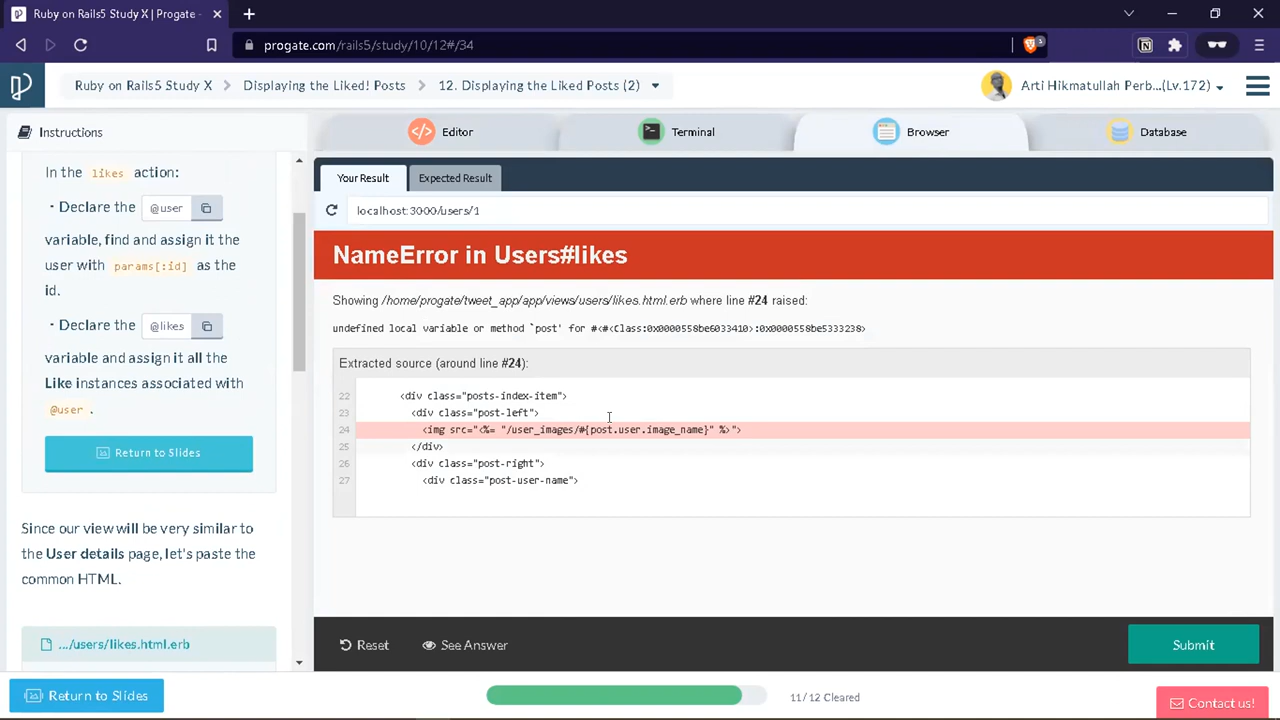 Ruby on Rails5 Study X | Progate -
progate.com/rails5/study/10/12#/34
3
Ruby on Rails5 Study X
Displaying the Liked! Posts
12. Displaying the Liked Posts (2)
Arti Hikmatullah Perb...(Lv.172)
Instructions
In the likes action:
・Declare the @user
variable, find and assign it the
user with params[:id] as the
id.
・Declare the @likes
variable and assign it all the
Like instances associated with
@user .
Return to Slides
Since our view will be very similar to
the User details page, let's paste the
common HTML.
.../users/likes.html.erb
Editor
Terminal
Browser
Database
Your Result
Expected Result
localhost:3000/users/1
NameError in Users#likes
Showing /home/progate/tweet_app/app/views/users/likes.html.erb where line #24 raised:
undefined local variable or method `post' for #<#<Class:0x0000558be6033410>:0x0000558be5333238>
Extracted source (around line #24):
22 <div class="posts-index-item">
23 <div class="post-left">
24 <img src="<%= "/user_images/#{post.user.image_name}" %>">
25 </div>
26 <div class="post-right">
27 <div class="post-user-name">
Reset
See Answer
Submit
Return to Slides
11/12 Cleared
Contact us!